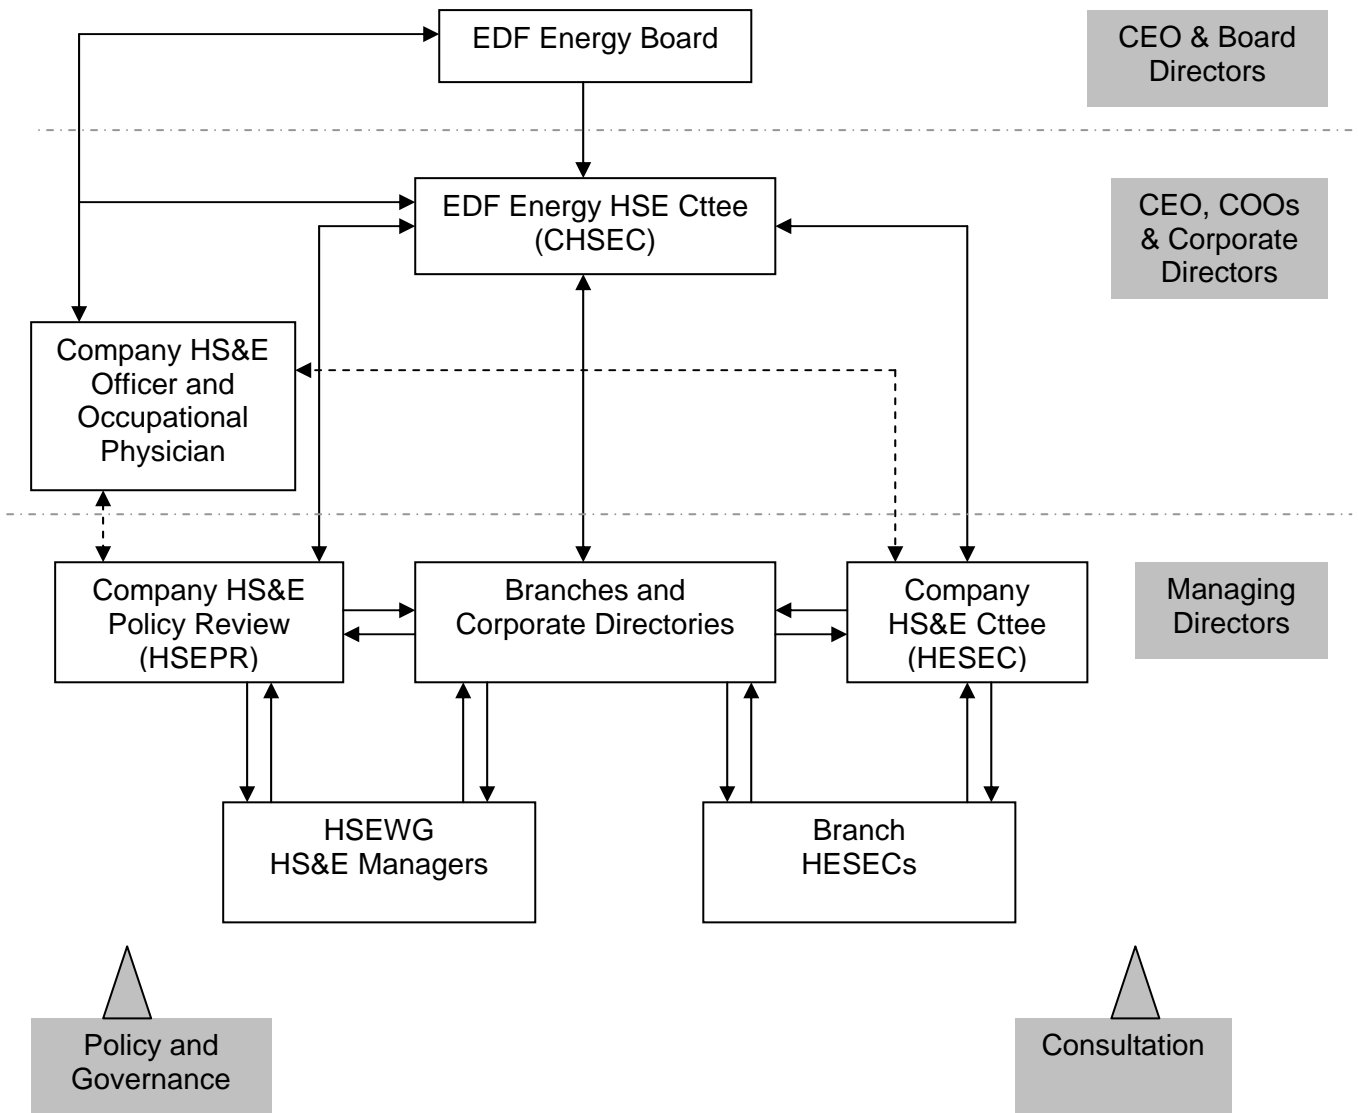 EDF Energy Board
CEO & Board
Directors
EDF Energy HSE Cttee
(CHSEC)
CEO, COOs
& Corporate
Directors
Company HS&E
Officer and
Occupational
Physician
Company HS&E
Policy Review
(HSEPR)
Branches and
Corporate Directories
Company
HS&E Cttee
(HESEC)
Managing
Directors
HSEWG
HS&E Managers
Branch
HESECs
Policy and
Governance
Consultation